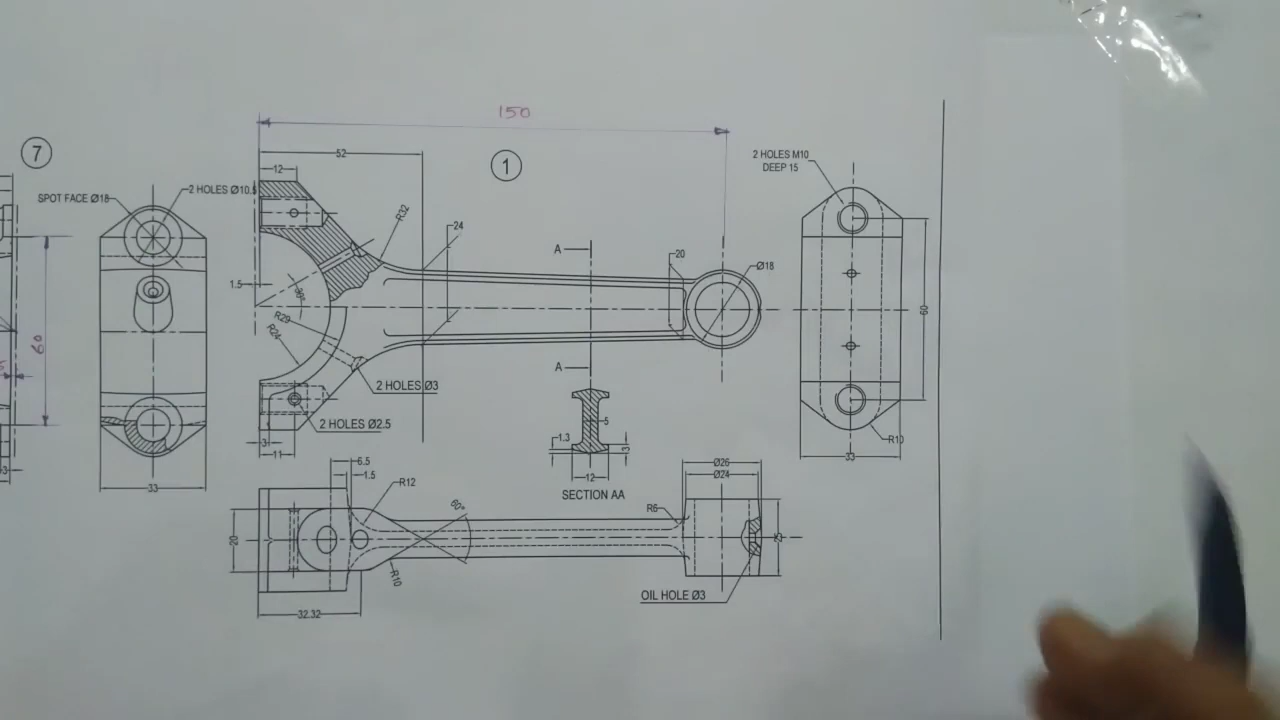 150
7
1
52
2 HOLES M10
DEEP 15
12
2 HOLES Ø10.5
SPOT FACE Ø18
R32
24
A
20
Ø18
1.5
30°
60
60
R29
R24
A
2 HOLES Ø3
2 HOLES Ø2.5
3
11
1.3
5
3
12
SECTION AA
R10
33
33
6.5
1.5
R12
60°
Ø26
Ø24
R6
20
25
R10
OIL HOLE Ø3
32.32